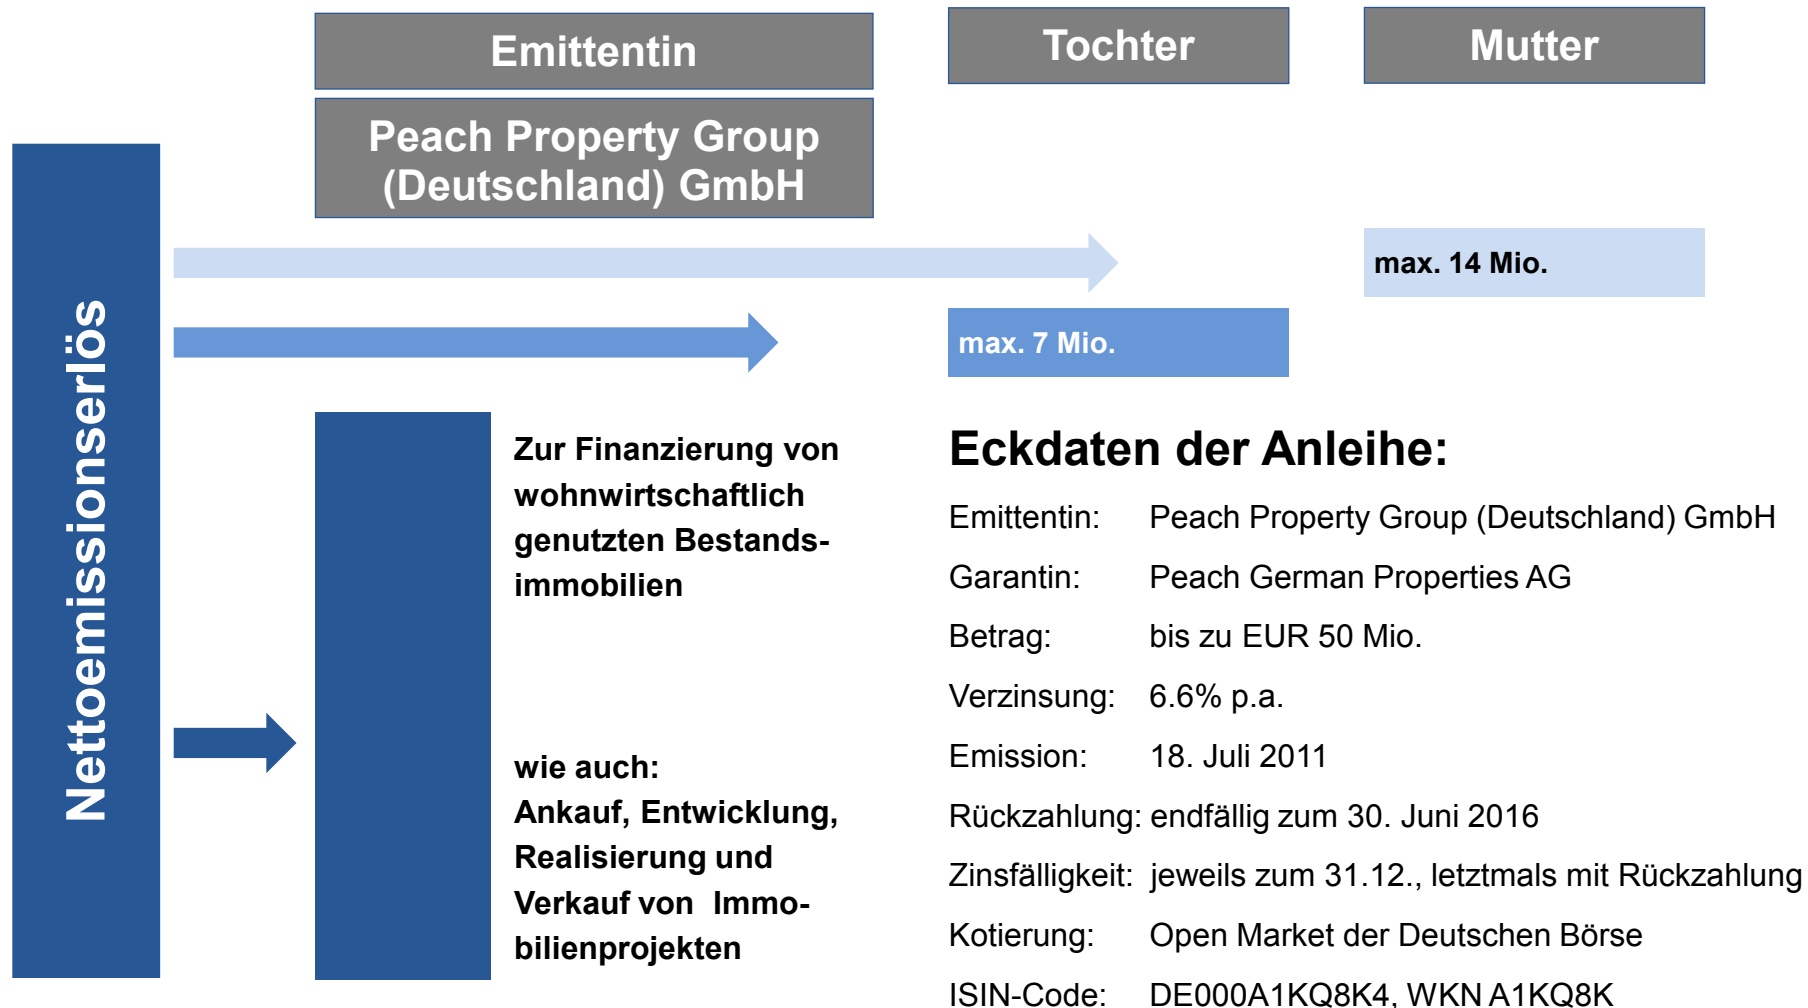 Emittentin
Tochter
Mutter
Peach Property Group
(Deutschland) GmbH
Nettoemissionserlös
max. 14 Mio.
max. 7 Mio.
Zur Finanzierung von
wohnwirtschaftlich
genutzten Bestands-
immobilien
wie auch:
Ankauf, Entwicklung,
Realisierung und
Verkauf von Immo-
bilienprojekten
Eckdaten der Anleihe:
Emittentin: Peach Property Group (Deutschland) GmbH
Garantin: Peach German Properties AG
Betrag: bis zu EUR 50 Mio.
Verzinsung: 6.6% p.a.
Emission: 18. Juli 2011
Rückzahlung: endfällig zum 30. Juni 2016
Zinsfälligkeit: jeweils zum 31.12., letztmals mit Rückzahlung
Kotierung: Open Market der Deutschen Börse
ISIN-Code: DE000A1KQ8K4, WKN A1KQ8K